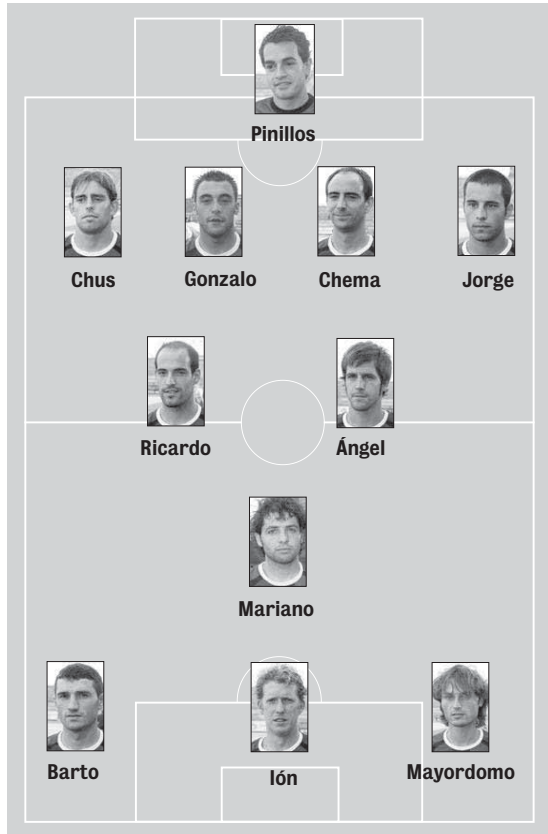 Pinillos
Chus Gonzalo Chema Jorge
Ricardo Ángel
Mariano
Barto Ión Mayordomo